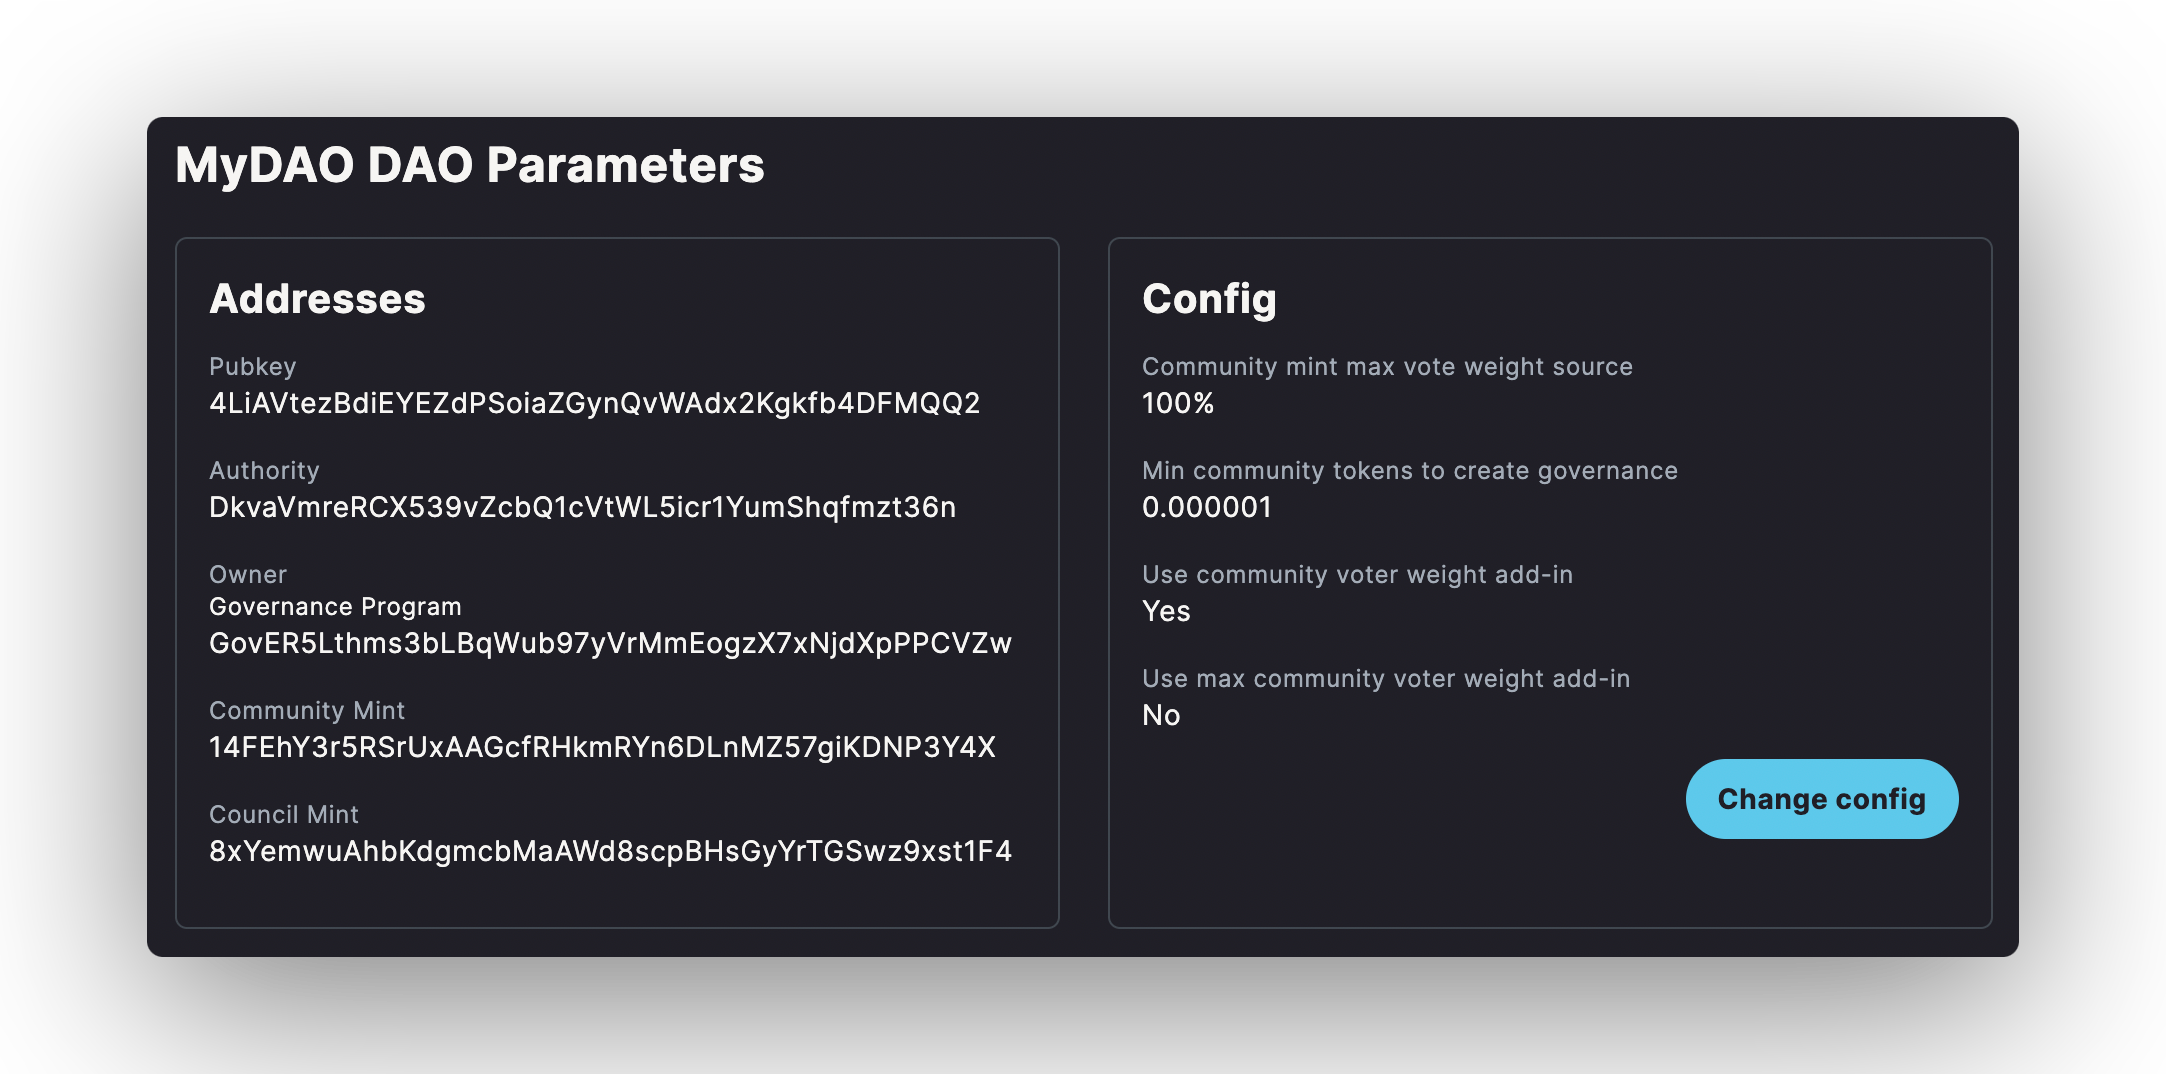 MyDAO DAO Parameters
Addresses
Pubkey
4LiAVtezBdiEYEZdPSoiaZGynQvWAdx2Kgkfb4DFMQQ2
Authority
DkvaVmreRCX539vZcbQ1cVtWL5icr1YumShqfmzt36n
Owner
Governance Program
GovER5Lthms3bLBqWub97yVrMmEogzX7xNjdXpPPCVZw
Community Mint
14FEhY3r5RSrUxAAGcfRHkmRYn6DLnMZ57giKDNP3Y4X
Council Mint
8xYemwuAhbKdgmcbMaAWd8scpBHsGyYrTGSwz9xst1F4
Config
Community mint max vote weight source
100%
Min community tokens to create governance
0.000001
Use community voter weight add-in
Yes
Use max community voter weight add-in
No
Change config